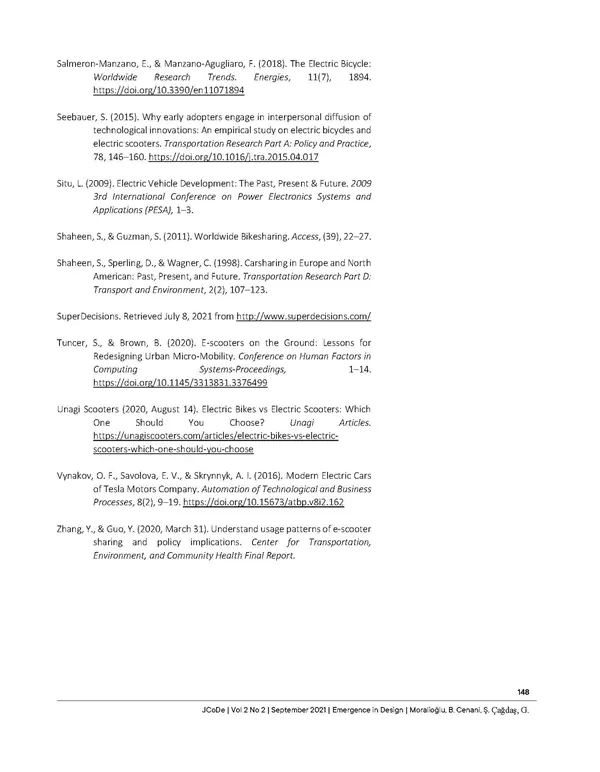 Salmeron-Manzano, E., & Manzano-Agugliaro, F. (2018). The Electric Bicycle:
Worldwide Research Trends. Energies, 11(7), 1894.
https://doi.org/10.3390/en11071894
Seebauer, S. (2015). Why early adopters engage in interpersonal diffusion of
technological innovations: An empirical study on electric bicycles and
electric scooters. Transportation Research Part A: Policy and Practice,
78, 146–160. https://doi.org/10.1016/j.tra.2015.04.017
Situ, L. (2009). Electric Vehicle Development: The Past, Present & Future. 2009
3rd International Conference on Power Electronics Systems and
Applications (PESA), 1–3.
Shaheen, S., & Guzman, S. (2011). Worldwide Bikesharing. Access, (39), 22–27.
Shaheen, S., Sperling, D., & Wagner, C. (1998). Carsharing in Europe and North
American: Past, Present, and Future. Transportation Research Part D:
Transport and Environment, 2(2), 107–123.
SuperDecisions. Retrieved July 8, 2021 from http://www.superdecisions.com/
Tuncer, S., & Brown, B. (2020). E-scooters on the Ground: Lessons for
Redesigning Urban Micro-Mobility. Conference on Human Factors in
Computing Systems-Proceedings, 1–14.
https://doi.org/10.1145/3313831.3376499
Unagi Scooters (2020, August 14). Electric Bikes vs Electric Scooters: Which
One Should You Choose? Unagi Articles.
https://unagiscooters.com/articles/electric-bikes-vs-electric-
scooters-which-one-should-you-choose
Vynakov, O. F., Savolova, E. V., & Skrynnyk, A. I. (2016). Modern Electric Cars
of Tesla Motors Company. Automation of Technological and Business
Processes, 8(2), 9–19. https://doi.org/10.15673/atbp.v8i2.162
Zhang, Y., & Guo, Y. (2020, March 31). Understand usage patterns of e-scooter
sharing and policy implications. Center for Transportation,
Environment, and Community Health Final Report.
148
JCoDe | Vol 2 No 2 | September 2021 | Emergence in Design | Moralioğlu, B. Cenani, Ş. Çağdaş, G.